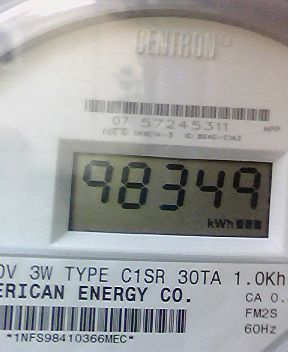 CENTRON
07 57245311
98349
kWh
0V 3W TYPE C1SR 30TA 1.0Kh
ERICAN ENERGY CO.
CA 0.
FM2S
60Hz
*1NFS98410366MEC*